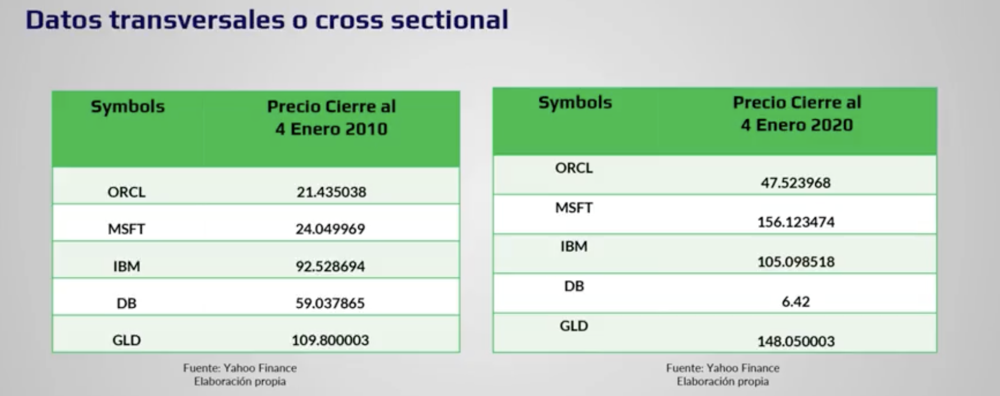 Datos transversales o cross sectional
Symbols Precio Cierre al
4 Enero 2010
ORCL 21.435038
MSFT 24.049969
IBM 92.528694
DB 59.037865
GLD 109.800003
Fuente: Yahoo Finance
Elaboración propia
Symbols Precio Cierre al
4 Enero 2020
ORCL 47.523968
MSFT 156.123474
IBM 105.098518
DB 6.42
GLD 148.050003
Fuente: Yahoo Finance
Elaboración propia